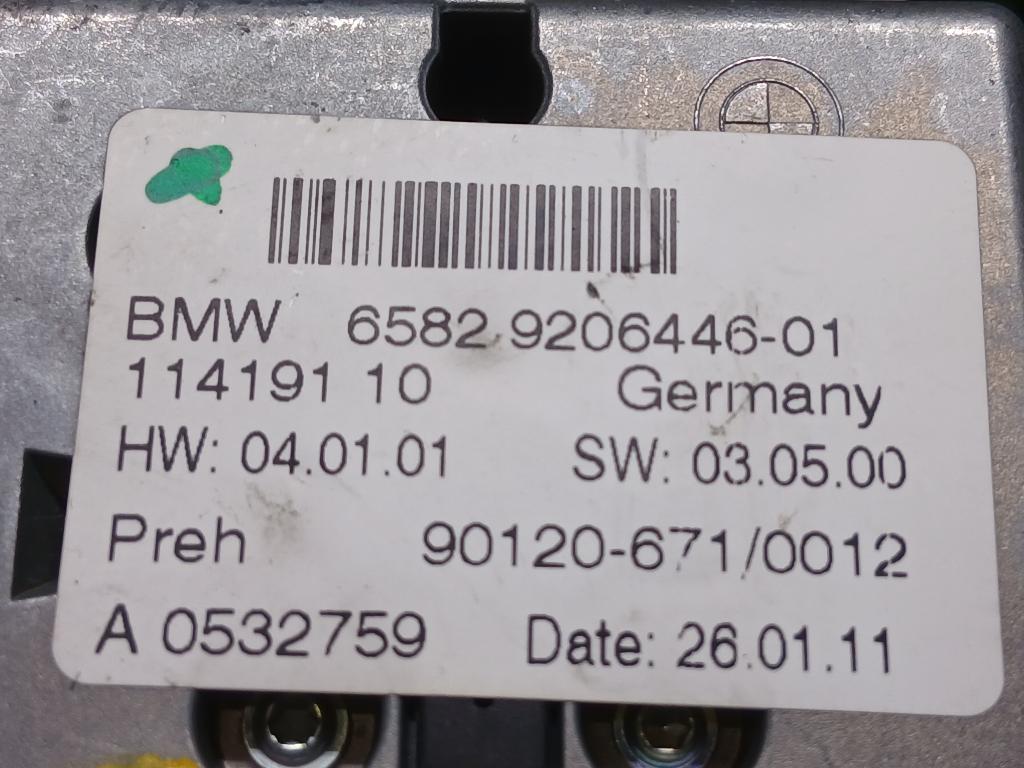 BMW 6582 9206446-01
114191 10 Germany
HW: 04.01.01 SW: 03.05.00
Preh 90120-671/0012
A 0532759 Date: 26.01.11